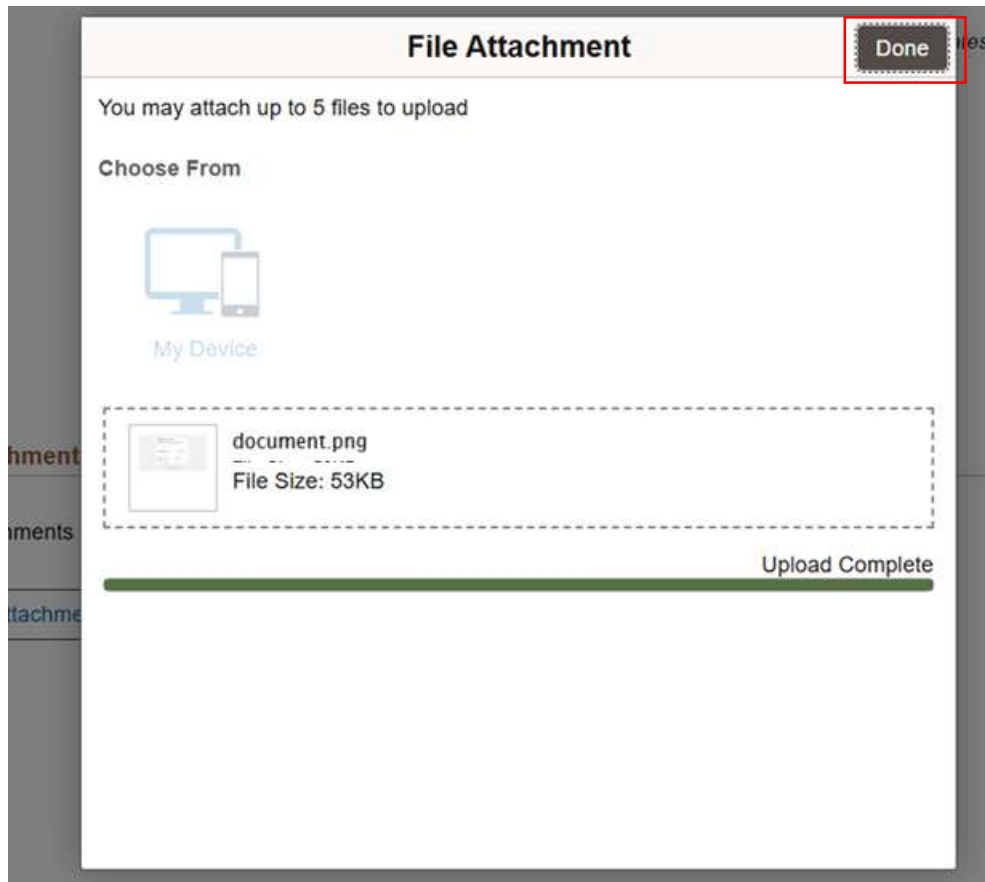 File Attachment
Done
You may attach up to 5 files to upload
Choose From
My Device
document.png
File Size: 53KB
Upload Complete